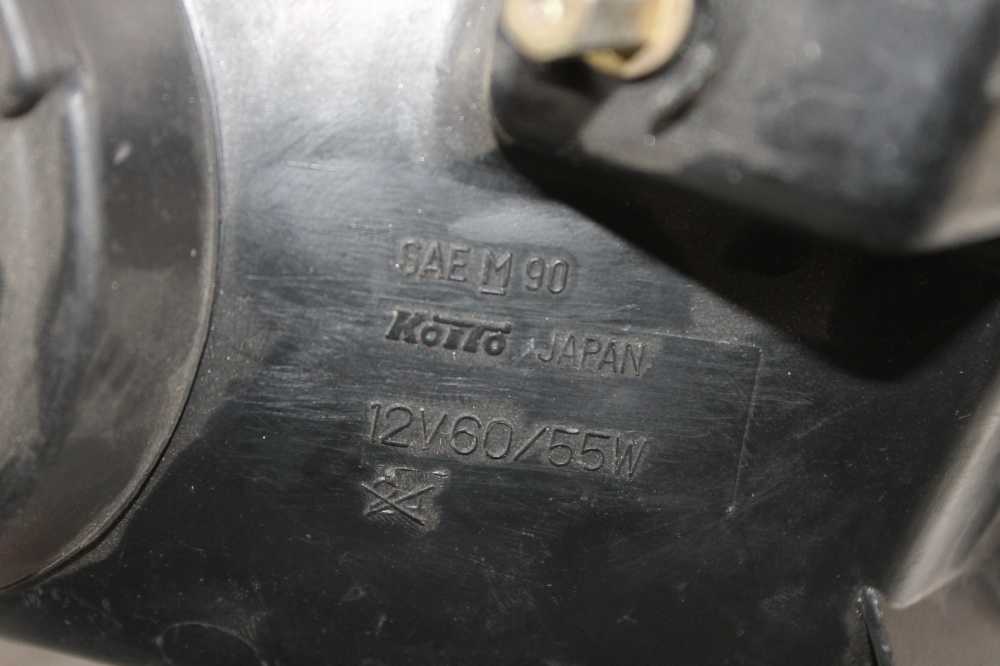 SAE M 90
KOITO JAPAN
12V60/55W